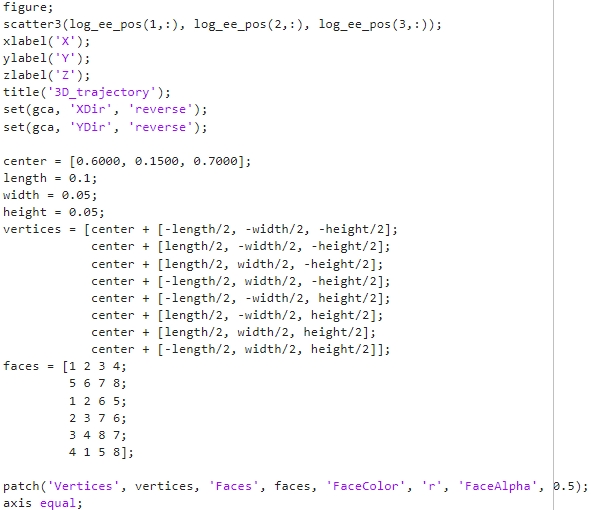 figure;
scatter3(log_ee_pos(1,:), log_ee_pos(2,:), log_ee_pos(3,:));
xlabel('X');
ylabel('Y');
zlabel('Z');
title('3D_trajectory');
set(gca, 'XDir', 'reverse');
set(gca, 'YDir', 'reverse');
center = [0.6000, 0.1500, 0.7000];
length = 0.1;
width = 0.05;
height = 0.05;
vertices = [center + [-length/2, -width/2, -height/2];
center + [length/2, -width/2, -height/2];
center + [length/2, width/2, -height/2];
center + [-length/2, width/2, -height/2];
center + [-length/2, -width/2, height/2];
center + [length/2, -width/2, height/2];
center + [length/2, width/2, height/2];
center + [-length/2, width/2, height/2]];
faces = [1 2 3 4;
5 6 7 8;
1 2 6 5;
2 3 7 6;
3 4 8 7;
4 1 5 8];
patch('Vertices', vertices, 'Faces', faces, 'FaceColor', 'r', 'FaceAlpha', 0.5);
axis equal;